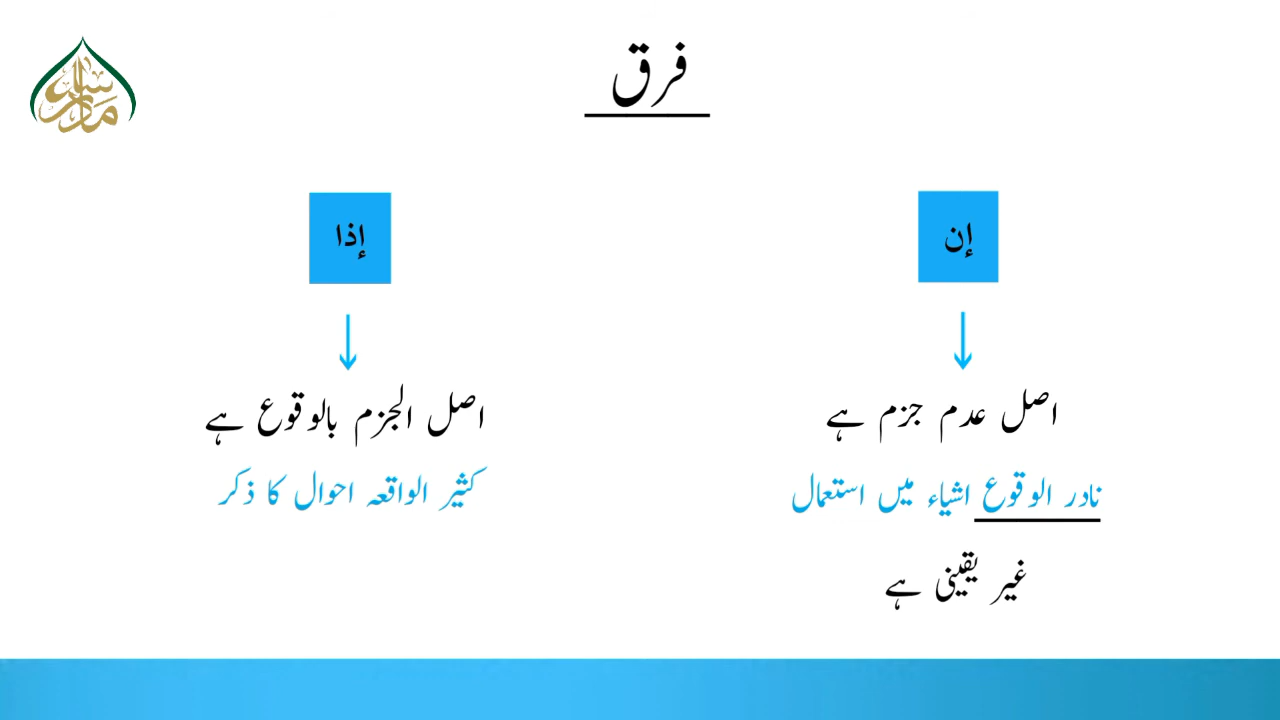 فرق
إن
اصل عدم جزم ہے
نادر الوقوع اشیاء میں استعمال
غیر یقینی ہے
إذا
اصل الجزم بالوقوع ہے
کثیر الواقعہ احوال کا ذکر